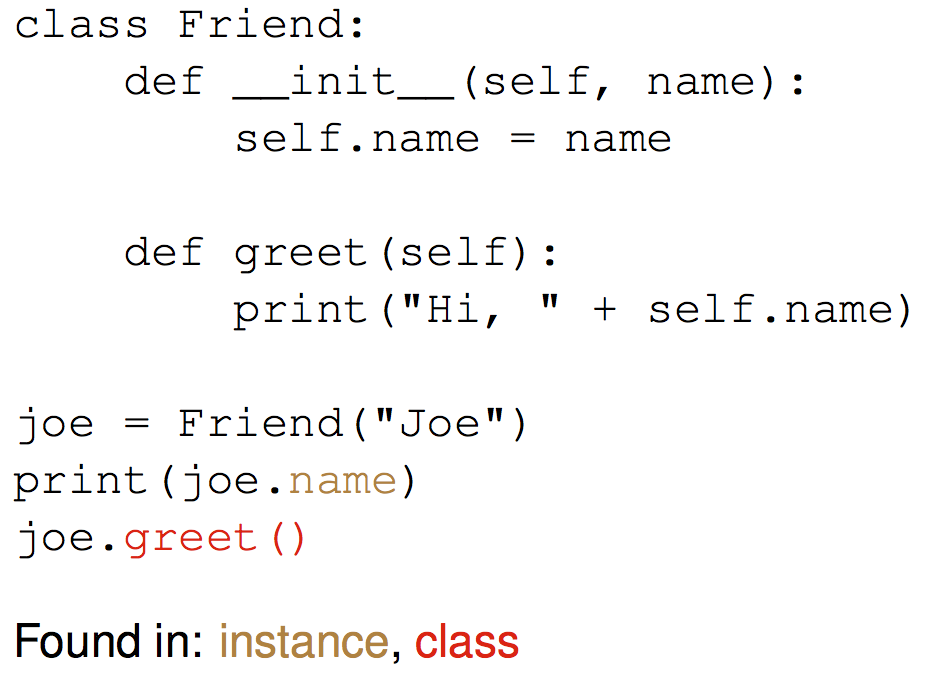 class Friend:
    def __init__(self, name):
        self.name = name
    def greet(self):
        print("Hi, " + self.name)
joe = Friend("Joe")
print(joe.name)
joe.greet()
Found in: instance, class